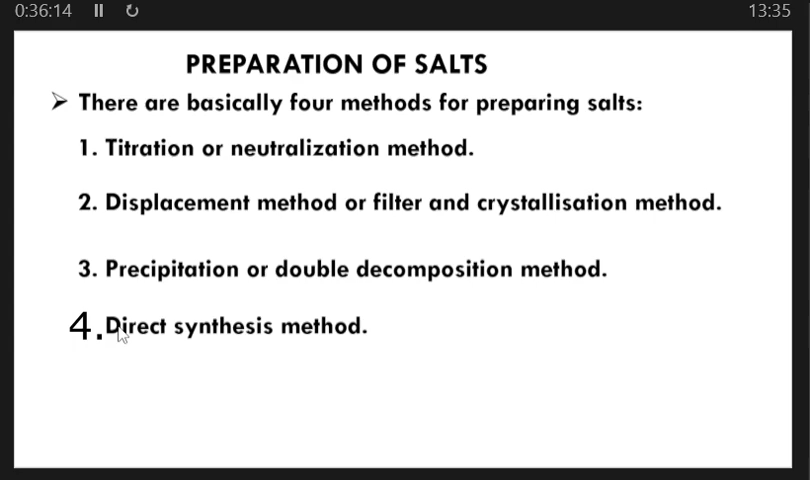 0:36:14
13:35
PREPARATION OF SALTS
➢ There are basically four methods for preparing salts:
1. Titration or neutralization method.
2. Displacement method or filter and crystallisation method.
3. Precipitation or double decomposition method.
4.Direct synthesis method.